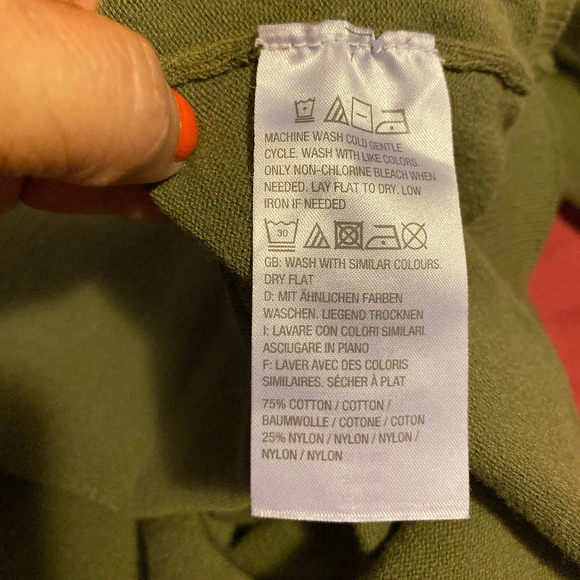 MACHINE WASH COLD GENTLE
CYCLE. WASH WITH LIKE COLORS.
ONLY NON-CHLORINE BLEACH WHEN
NEEDED. LAY FLAT TO DRY. LOW
IRON IF NEEDED
30
GB: WASH WITH SIMILAR COLOURS.
DRY FLAT
D: MIT ÄHNLICHEN FARBEN
WASCHEN. LIEGEND TROCKNEN
I: LAVARE CON COLORI SIMILARI.
ASCIUGARE IN PIANO
F: LAVER AVEC DES COLORIS
SIMILAIRES. SÉCHER À PLAT
75% COTTON / COTTON /
BAUMWOLLE / COTONE / COTON
25% NYLON / NYLON / NYLON /
NYLON / NYLON